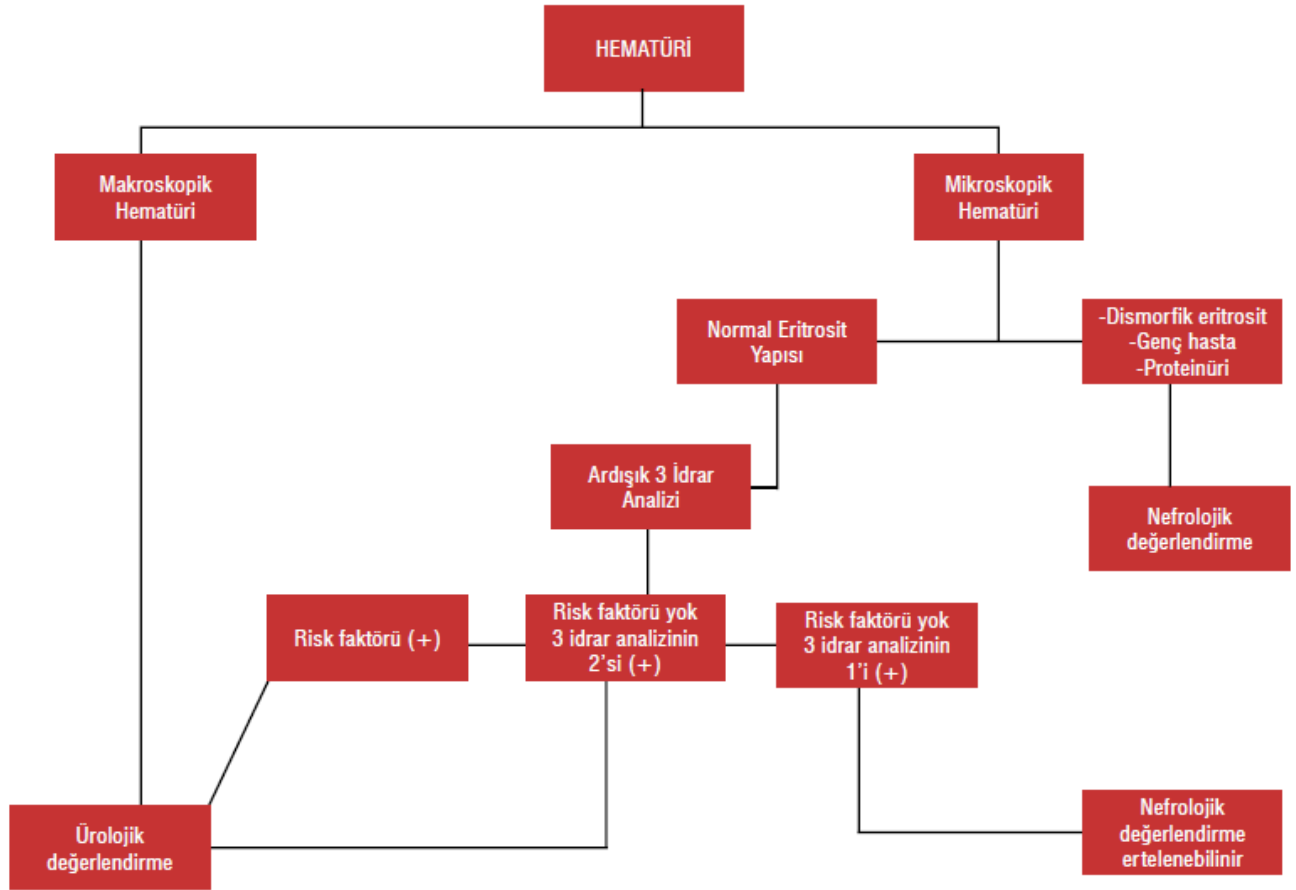 HEMATÜRİ
Makroskopik
Hematüri
Mikroskopik
Hematüri
Normal Eritrosit
Yapısı
-Dismorfik eritrosit
-Genç hasta
-Proteinüri
Ardışık 3 İdrar
Analizi
Nefrolojik
değerlendirme
Risk faktörü (+)
Risk faktörü yok
3 idrar analizinin
2'si (+)
Risk faktörü yok
3 idrar analizinin
1'i (+)
Ürolojik
değerlendirme
Nefrolojik
değerlendirme
ertelenebilinir